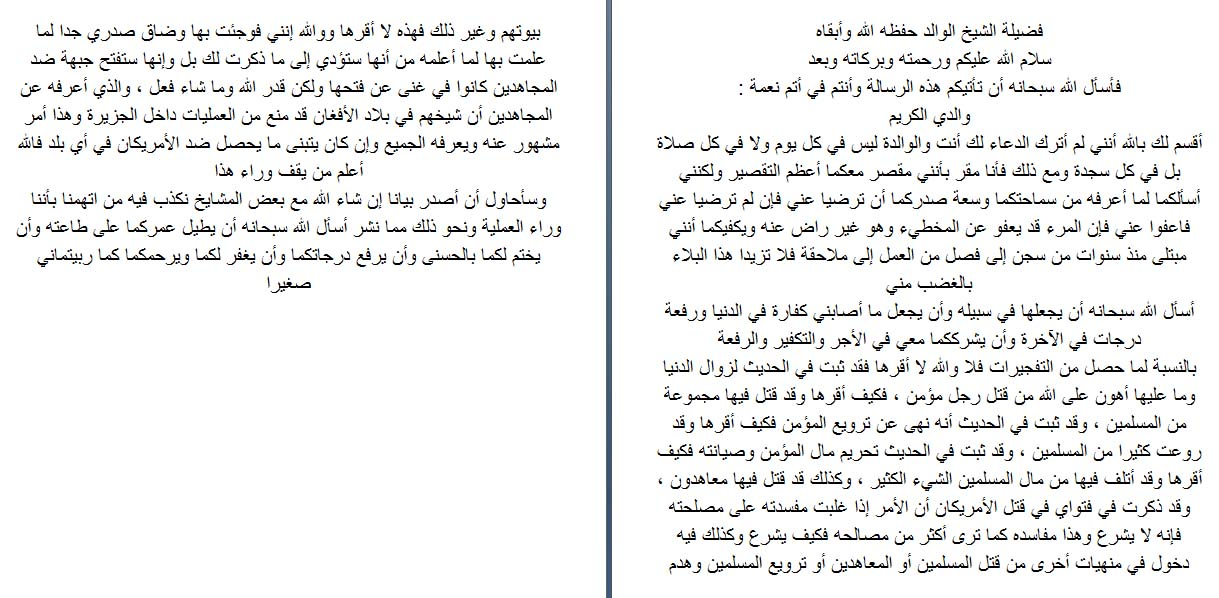 فضيلة الشيخ الوالد حفظه الله وأبقاه
سلام الله عليكم ورحمته وبركاته وبعد
فأسأل الله سبحانه أن تأتيكم هذه الرسالة وأنتم في أتم نعمة :
والدي الكريم
أقسم لك بالله أنني لم أترك الدعاء لك أنت والوالدة ليس في كل يوم ولا في كل صلاة
بل في كل سجدة ومع ذلك فأنا مقر بأنني مقصر معكما أعظم التقصير ولكنني
أسألكما لما أعرفه من سماحتكما وسعة صدركما أن ترضيا عني فإن لم ترضيا عني
فاعفوا عني فإن المرء قد يعفو عن المخطيء وهو غير راض عنه ويكفيكما أنني
مبتلى منذ سنوات من سجن إلى فصل من العمل إلى ملاحقة فلا تزيدا هذا البلاء
بالغضب مني
أسأل الله سبحانه أن يجعلها في سبيله وأن يجعل ما أصابني كفارة في الدنيا ورفعة
درجات في الآخرة وأن يشرككما معي في الأجر والتكفير والرفعة
بالنسبة لما حصل من التفجيرات فلا والله لا أقرها فقد ثبت في الحديث لزوال الدنيا
وما عليها أهون على الله من قتل رجل مؤمن ، فكيف أقرها وقد قتل فيها مجموعة
من المسلمين ، وقد ثبت في الحديث أنه نهى عن ترويع المؤمن فكيف أقرها وقد
روعت كثيرا من المسلمين ، وقد ثبت في الحديث تحريم مال المؤمن وصيانته فكيف
أقرها وقد أتلف فيها من مال المسلمين الشيء الكثير ، وكذلك قد قتل فيها معاهدون ،
وقد ذكرت في فتواي في قتل الأمريكان أن الأمر إذا غلبت مفسدته على مصلحته
فإنه لا يشرع وهذا مفاسده كما ترى أكثر من مصالحه فكيف يشرع وكذلك فيه
دخول في منهيات أخرى من قتل المسلمين أو المعاهدين أو ترويع المسلمين وهدم
بيوتهم وغير ذلك فهذه لا أقرها ووالله إنني فوجئت بها وضاق صدري جدا لما
علمت بها لما أعلمه من أنها ستؤدي إلى ما ذكرت لك بل وإنها ستفتح جبهة ضد
المجاهدين كانوا في غنى عن فتحها ولكن قدر الله وما شاء فعل ، والذي أعرفه عن
المجاهدين أن شيخهم في بلاد الأفغان قد منع من العمليات داخل الجزيرة وهذا أمر
مشهور عنه ويعرفه الجميع وإن كان يتبنى ما يحصل ضد الأمريكان في أي بلد فالله
أعلم من يقف وراء هذا
وسأحاول أن أصدر بيانا إن شاء الله مع بعض المشايخ نكذب فيه من اتهمنا بأننا
وراء العملية ونحو ذلك مما نشر أسأل الله سبحانه أن يطيل عمركما على طاعته وأن
يختم لكما بالحسنى وأن يرفع درجاتكما وأن يغفر لكما ويرحمكما كما ربيتماني
صغيرا